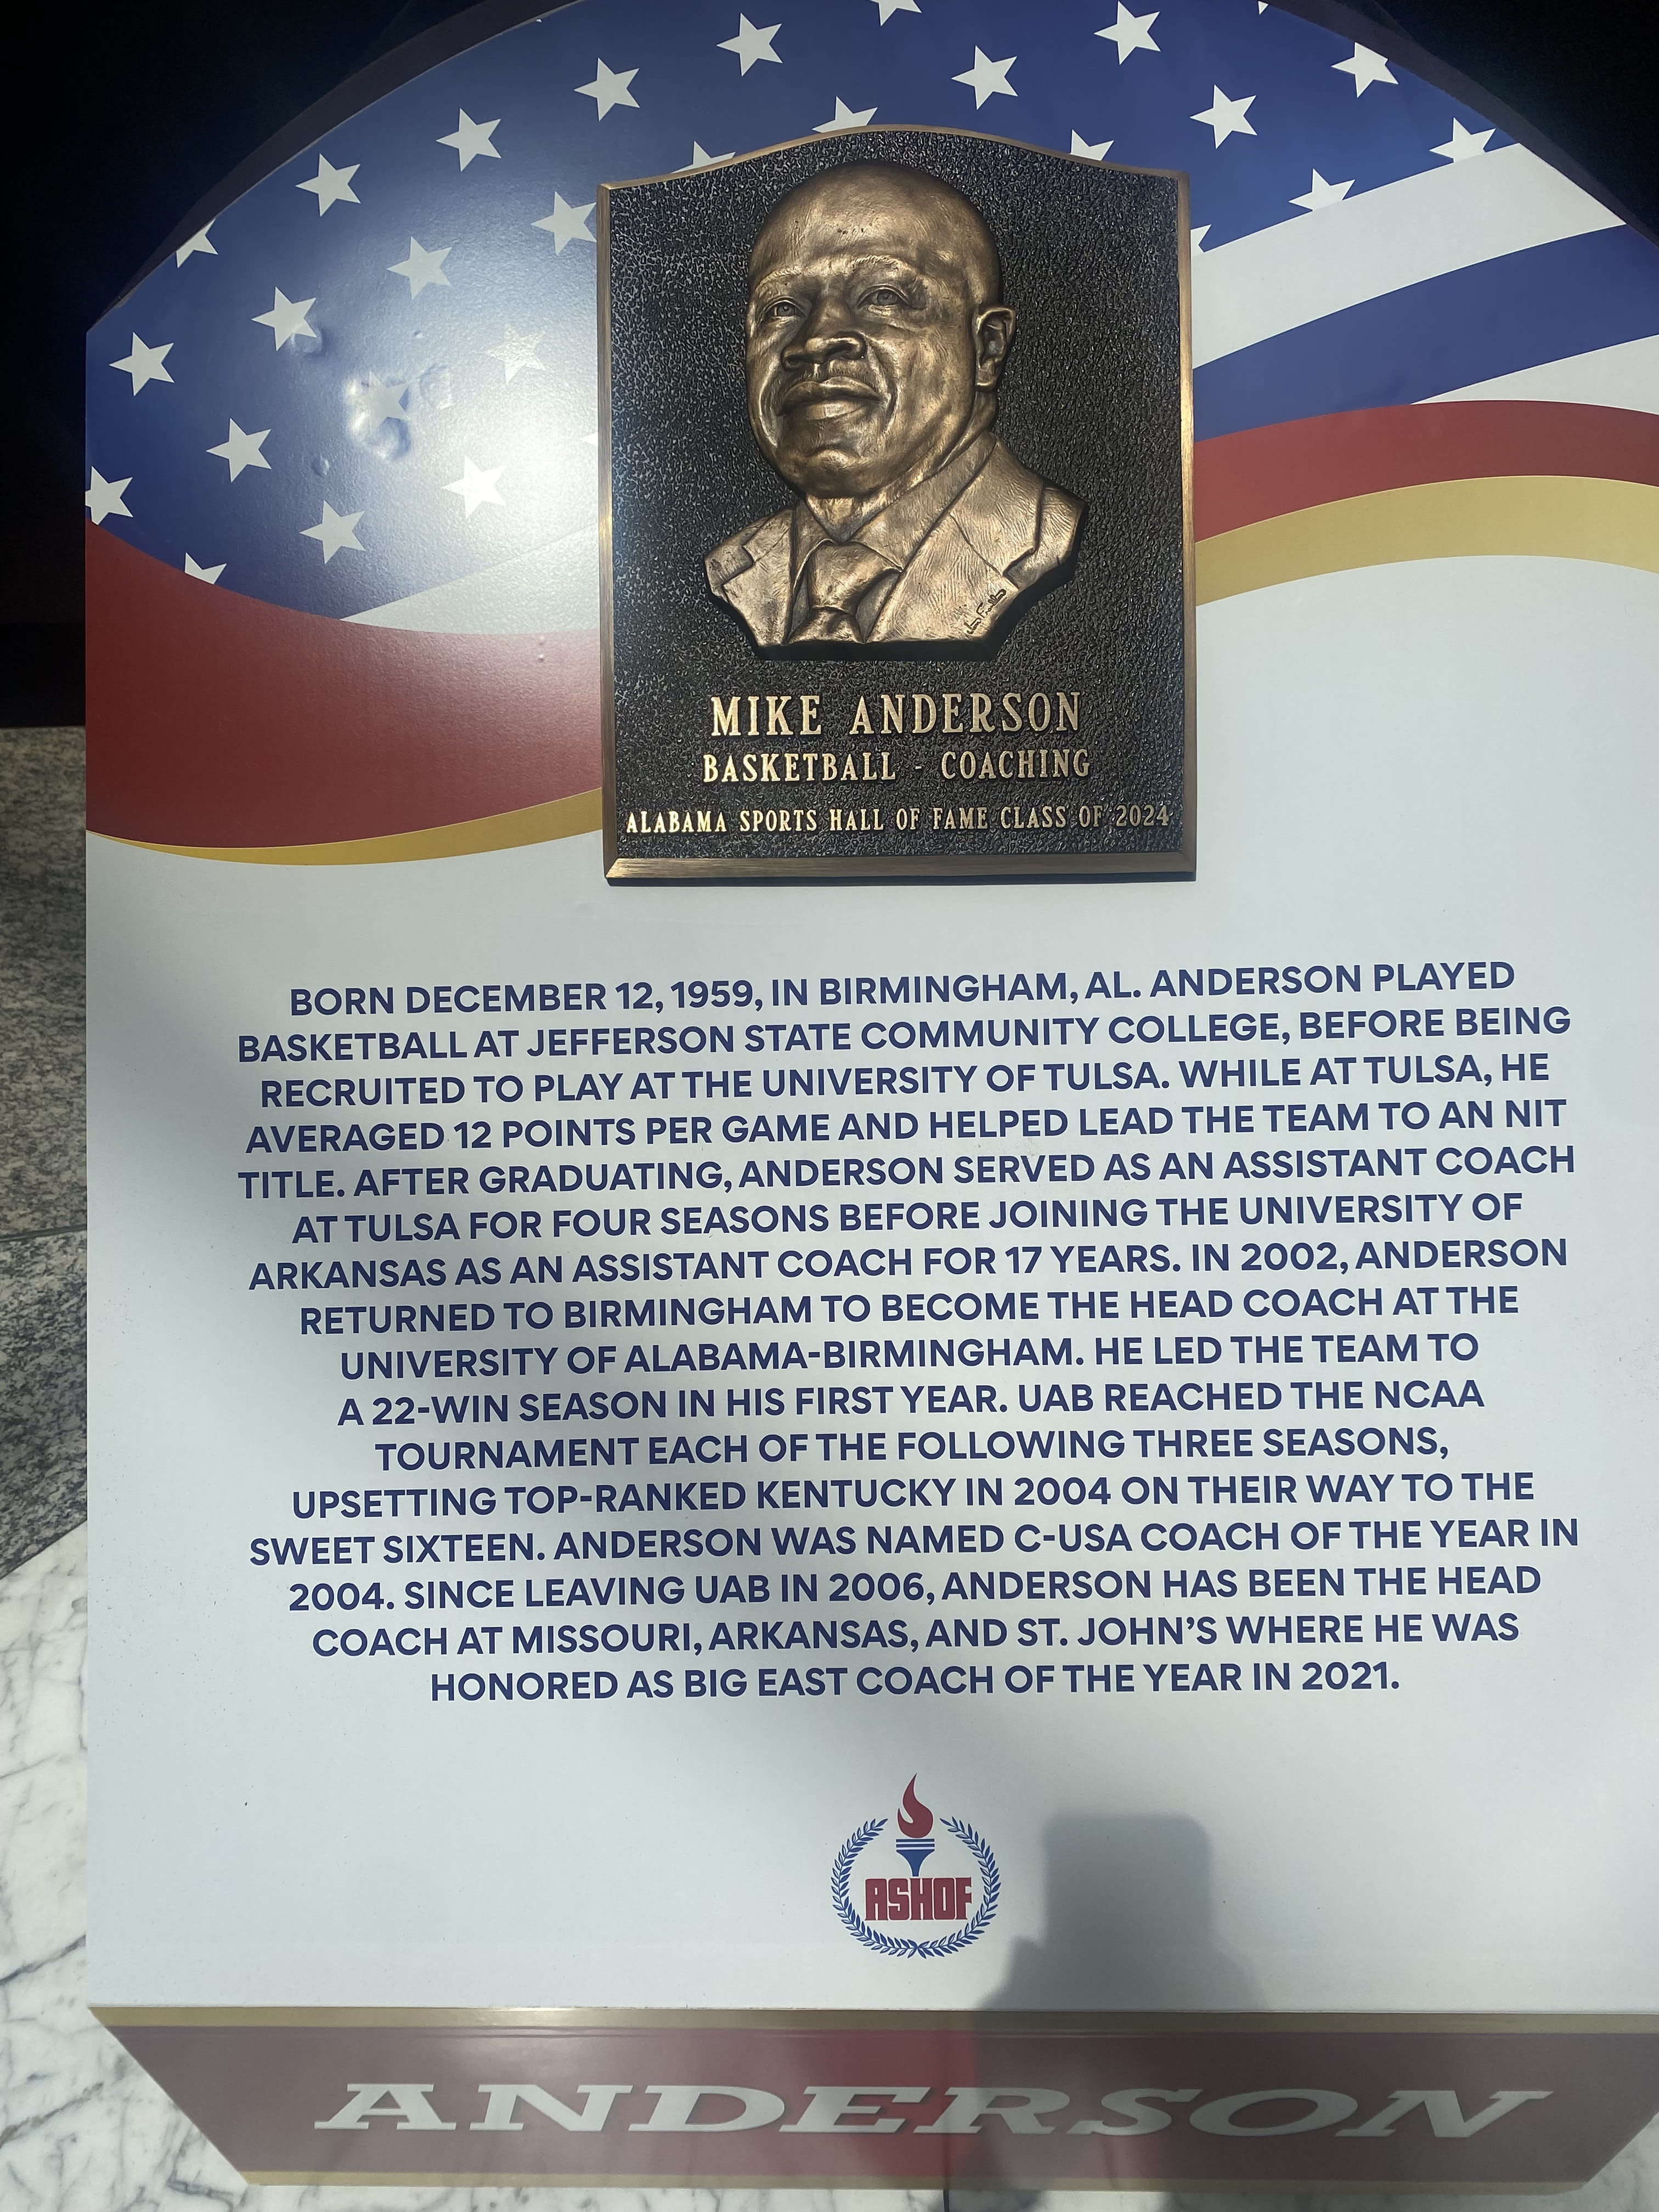 MIKE ANDERSON
BASKETBALL - COACHING
ALABAMA SPORTS HALL OF FAME CLASS OF 2024
BORN DECEMBER 12, 1959, IN BIRMINGHAM, AL. ANDERSON PLAYED
BASKETBALL AT JEFFERSON STATE COMMUNITY COLLEGE, BEFORE BEING
RECRUITED TO PLAY AT THE UNIVERSITY OF TULSA. WHILE AT TULSA, HE
AVERAGED 12 POINTS PER GAME AND HELPED LEAD THE TEAM TO AN NIT
TITLE. AFTER GRADUATING, ANDERSON SERVED AS AN ASSISTANT COACH
AT TULSA FOR FOUR SEASONS BEFORE JOINING THE UNIVERSITY OF
ARKANSAS AS AN ASSISTANT COACH FOR 17 YEARS. IN 2002, ANDERSON
RETURNED TO BIRMINGHAM TO BECOME THE HEAD COACH AT THE
UNIVERSITY OF ALABAMA-BIRMINGHAM. HE LED THE TEAM TO
A 22-WIN SEASON IN HIS FIRST YEAR. UAB REACHED THE NCAA
TOURNAMENT EACH OF THE FOLLOWING THREE SEASONS,
UPSETTING TOP-RANKED KENTUCKY IN 2004 ON THEIR WAY TO THE
SWEET SIXTEEN. ANDERSON WAS NAMED C-USA COACH OF THE YEAR IN
2004. SINCE LEAVING UAB IN 2006, ANDERSON HAS BEEN THE HEAD
COACH AT MISSOURI, ARKANSAS, AND ST. JOHN'S WHERE HE WAS
HONORED AS BIG EAST COACH OF THE YEAR IN 2021.
ASHOF
ANDERSON